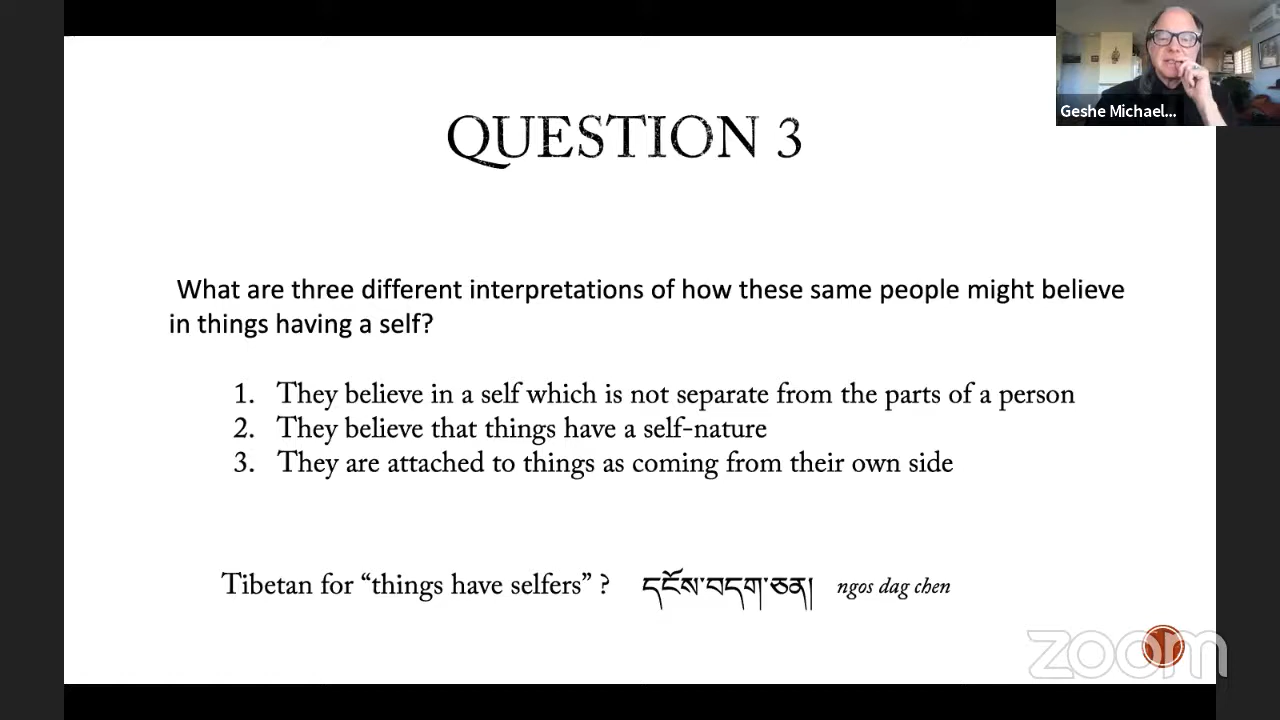 Geshe Michael...
QUESTION 3
What are three different interpretations of how these same people might believe
in things having a self?
1. They believe in a self which is not separate from the parts of a person
2. They believe that things have a self-nature
3. They are attached to things as coming from their own side
Tibetan for “things have selfers” ? དངོས་བདག་ཅན། ngos dag chen
zoom